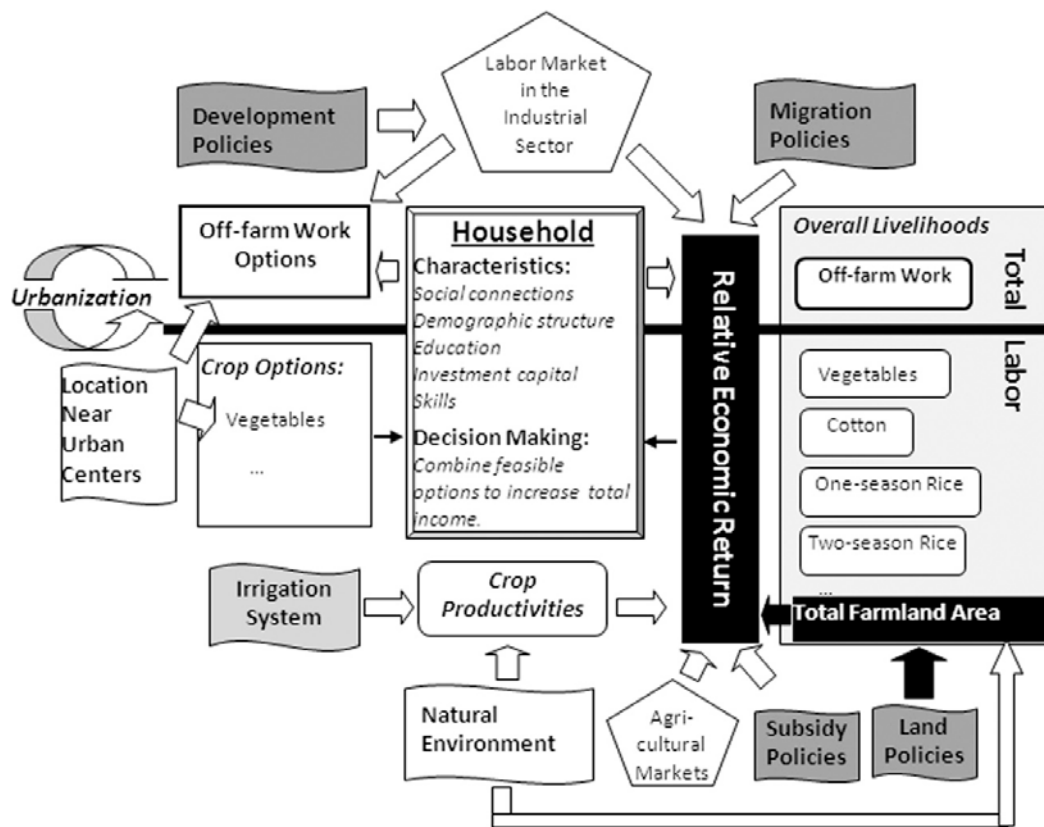 Labor Market
in the
Industrial
Sector
Development
Policies
Migration
Policies
Off-farm Work
Options
Household
Characteristics:
Social connections
Demographic structure
Education
Investment capital
Skills
Decision Making:
Combine feasible
options to increase total
income.
Urbanization
Location
Near
Urban
Centers
Crop Options:
Vegetables
...
Relative Economic Return
Overall Livelihoods
Off-farm Work
Total
Labor
Vegetables
Cotton
One-season Rice
Two-season Rice
...
Total Farmland Area
Irrigation
System
Crop
Productivities
Natural
Environment
Agri-
cultural
Markets
Subsidy
Policies
Land
Policies